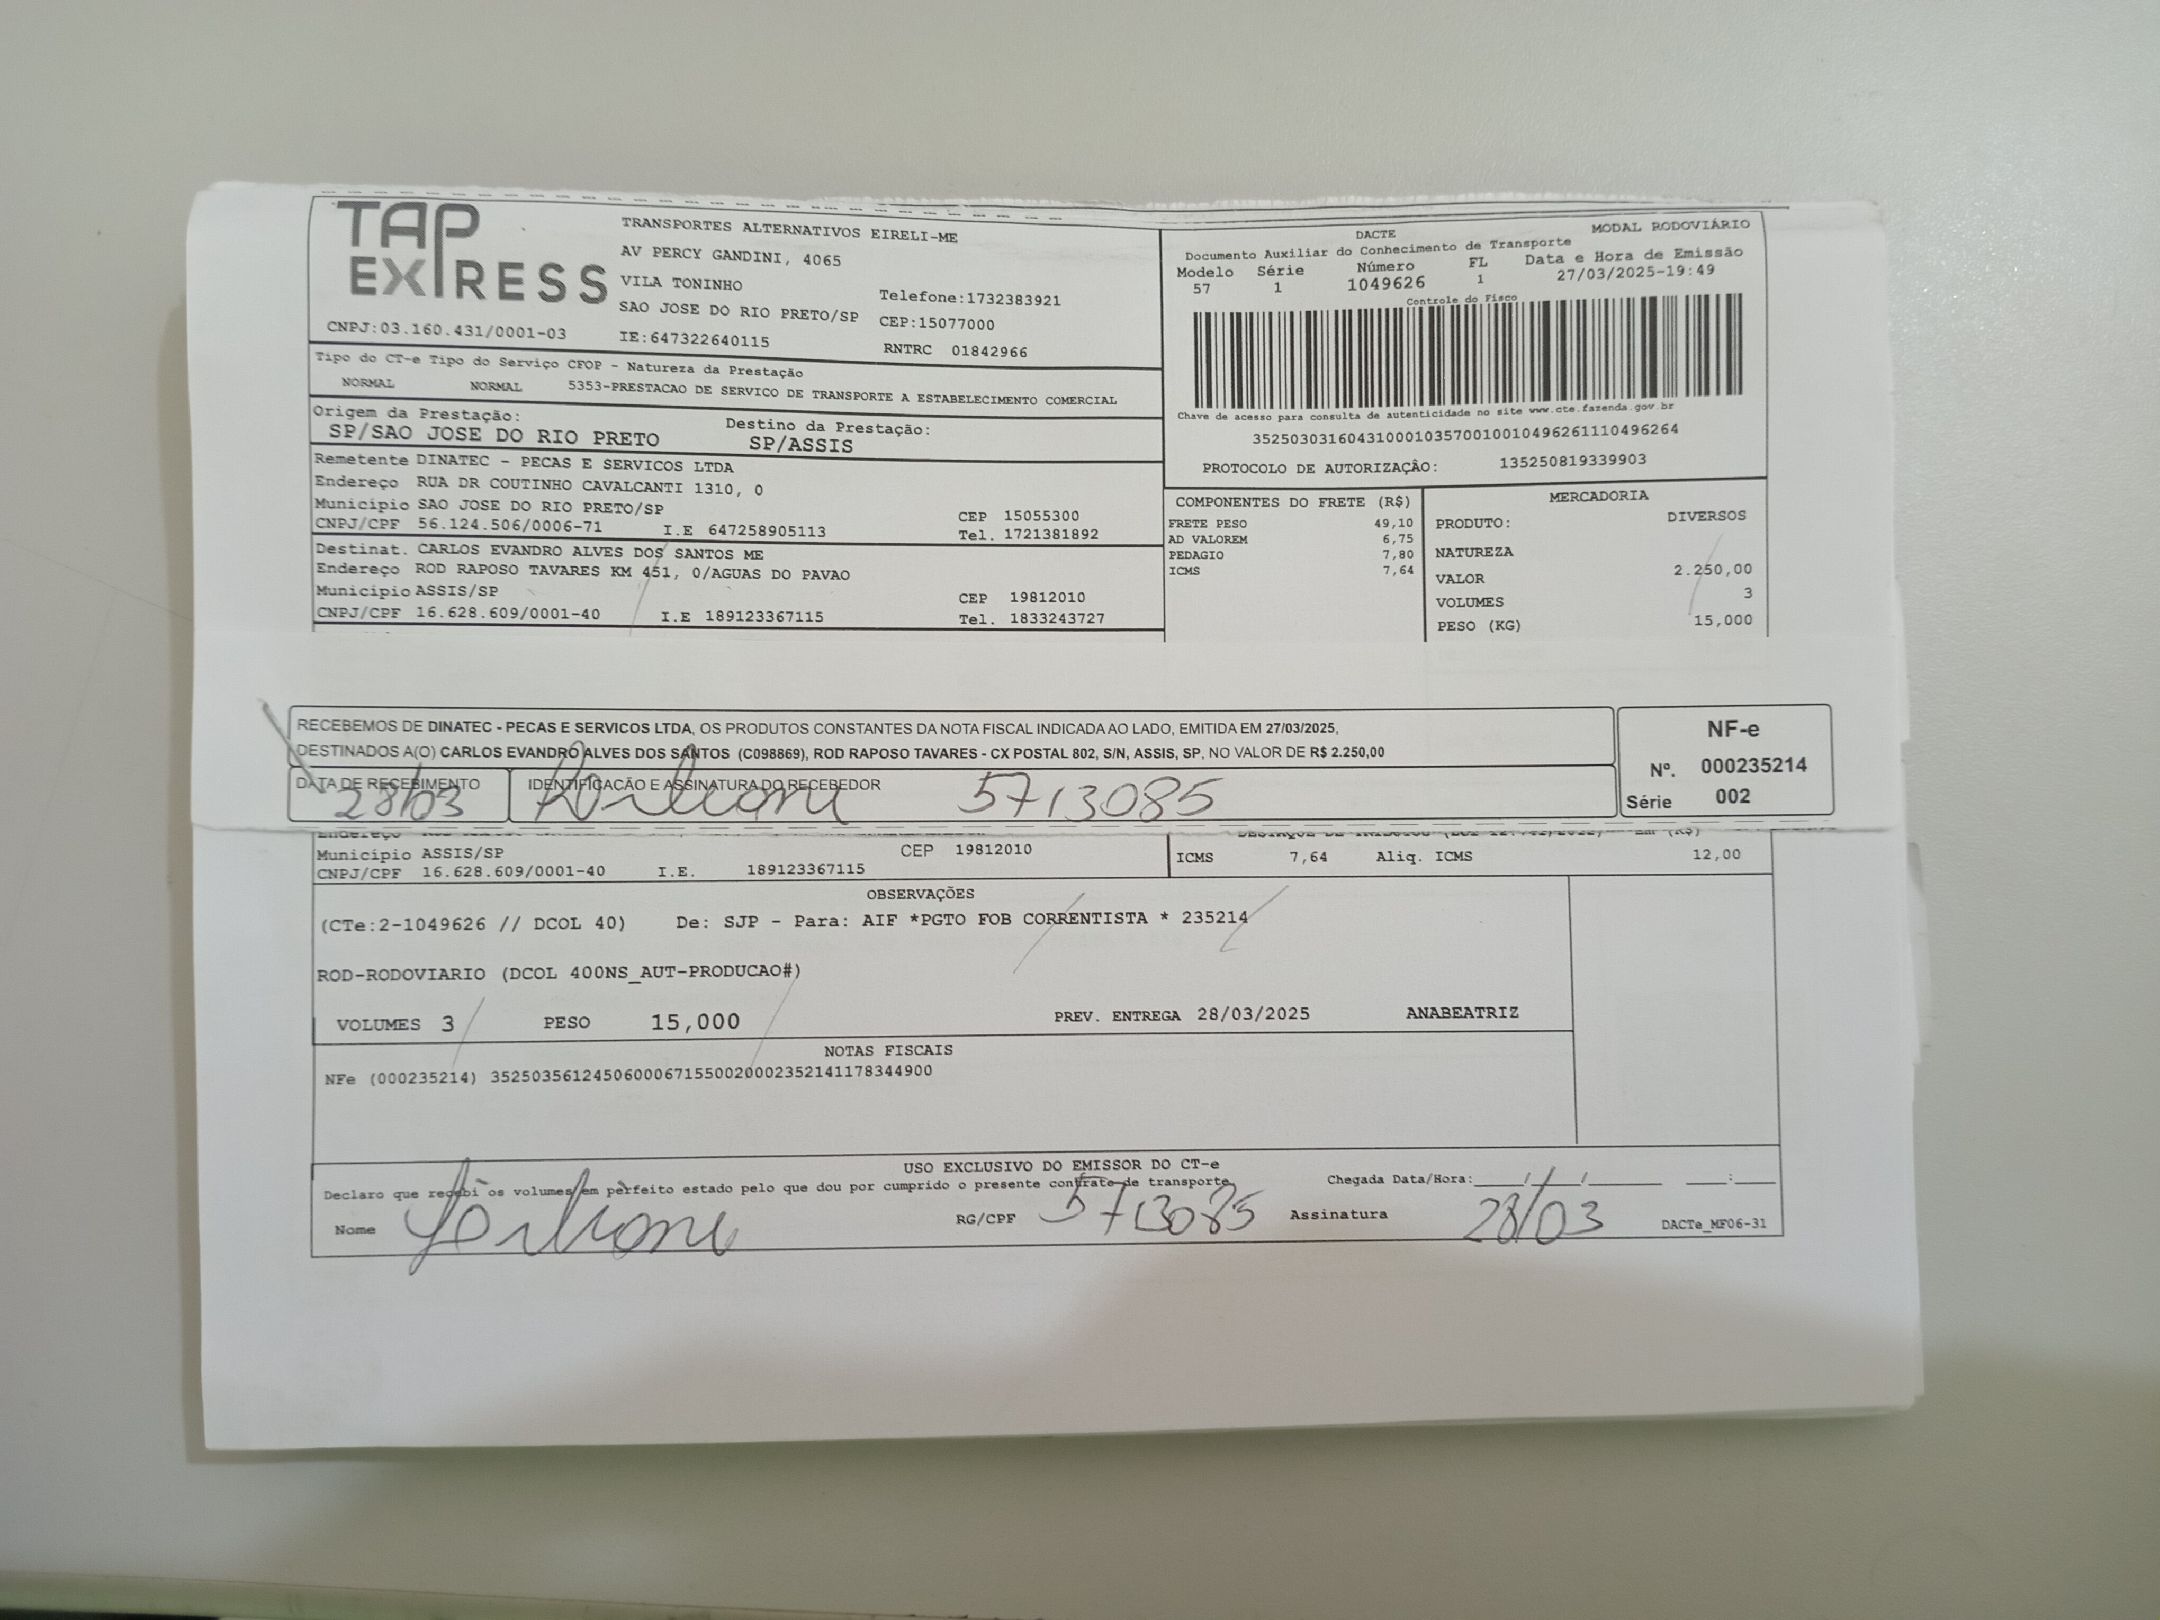 TAP
EXPRESS
TRANSPORTES ALTERNATIVOS EIRELI-ME
AV PERCY GANDINI, 4065
VILA TONINHO
Telefone:1732383921
SAO JOSE DO RIO PRETO/SP
CEP:15077000
CNPJ:03.160.431/0001-03
IE:647322640115
RNTRC 01842966
Tipo do CT-e Tipo do Serviço CFOP - Natureza da Prestação
NORMAL NORMAL 5353-PRESTACAO DE SERVICO DE TRANSPORTE A ESTABELECIMENTO COMERCIAL
Origem da Prestação: Destino da Prestação:
SP/SAO JOSE DO RIO PRETO SP/ASSIS
Remetente DINATEC - PECAS E SERVICOS LTDA
Endereço RUA DR COUTINHO CAVALCANTI 1310, 0
Município SAO JOSE DO RIO PRETO/SP CEP 15055300
CNPJ/CPF 56.124.506/0006-71 I.E 647258905113 Tel. 1721381892
Destinat. CARLOS EVANDRO ALVES DOS SANTOS ME
Endereço ROD RAPOSO TAVARES KM 451, 0/AGUAS DO PAVAO
Município ASSIS/SP CEP 19812010
CNPJ/CPF 16.628.609/0001-40 I.E 189123367115 Tel. 1833243727
DACTE MODAL RODOVIÁRIO
Documento Auxiliar do Conhecimento de Transporte
Modelo Série Número FL Data e Hora de Emissão
57 1 1049626 1 27/03/2025-19:49
Controle do Fisco
Chave de acesso para consulta de autenticidade no site www.cte.fazenda.gov.br
35250303160431000103570010010496261110496264
PROTOCOLO DE AUTORIZAÇÃO: 135250819339903
COMPONENTES DO FRETE (R$)
FRETE PESO 49,10
AD VALOREM 6,75
PEDAGIO 7,80
ICMS 7,64
MERCADORIA
PRODUTO: DIVERSOS
NATUREZA
VALOR 2.250,00
VOLUMES 3
PESO (KG) 15,000
RECEBEMOS DE DINATEC - PECAS E SERVICOS LTDA, OS PRODUTOS CONSTANTES DA NOTA FISCAL INDICADA AO LADO, EMITIDA EM 27/03/2025,
DESTINADOS A(O) CARLOS EVANDRO ALVES DOS SANTOS (C098869), ROD RAPOSO TAVARES - CX POSTAL 802, S/N, ASSIS, SP, NO VALOR DE R$ 2.250,00
DATA DE RECEBIMENTO IDENTIFICAÇÃO E ASSINATURA DO RECEBEDOR
28/03 5713085
NF-e
Nº. 000235214
Série 002
Endereço
Município ASSIS/SP CEP 19812010
CNPJ/CPF 16.628.609/0001-40 I.E. 189123367115
ICMS 7,64 Aliq. ICMS 12,00
OBSERVAÇÕES
(CTe:2-1049626 // DCOL 40) De: SJP - Para: AIF *PGTO FOB CORRENTISTA * 235214
ROD-RODOVIARIO (DCOL 400NS_AUT-PRODUCAO#)
VOLUMES 3 PESO 15,000 PREV. ENTREGA 28/03/2025 ANABEATRIZ
NOTAS FISCAIS
NFe (000235214) 35250356124506000671550020002352141178344900
USO EXCLUSIVO DO EMISSOR DO CT-e
Declaro que recebi os volumes em perfeito estado pelo que dou por cumprido o presente contrato de transporte
Chegada Data/Hora:____/____/______ ___:___
Nome RG/CPF 5713085 Assinatura 28/03 DACTe_MF06-31